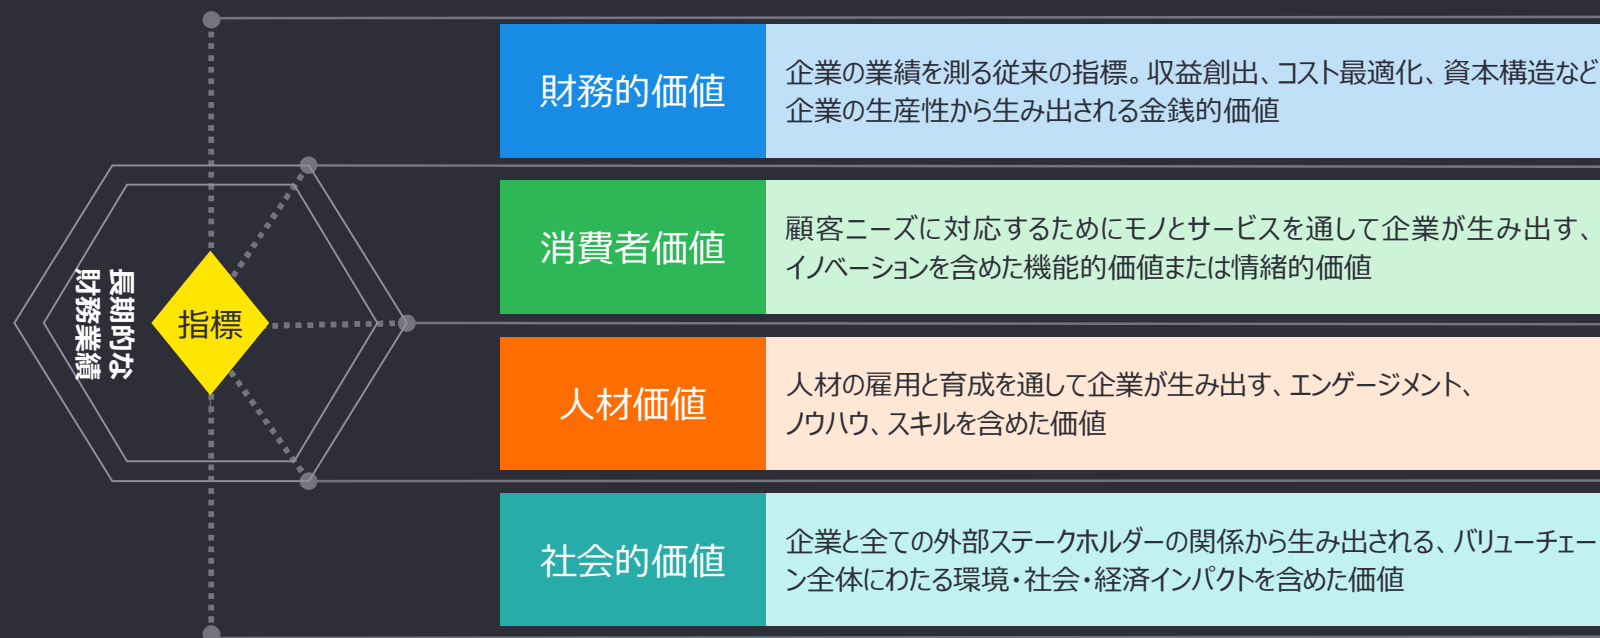 長期的な
財務業績
指標
財務的価値
企業の業績を測る従来の指標。収益創出、コスト最適化、資本構造など
企業の生産性から生み出される金銭的価値
消費者価値
顧客ニーズに対応するためにモノとサービスを通して企業が生み出す、
イノベーションを含めた機能的価値または情緒的価値
人材価値
人材の雇用と育成を通して企業が生み出す、エンゲージメント、
ノウハウ、スキルを含めた価値
社会的価値
企業と全ての外部ステークホルダーの関係から生み出される、バリューチェー
ン全体にわたる環境・社会・経済インパクトを含めた価値